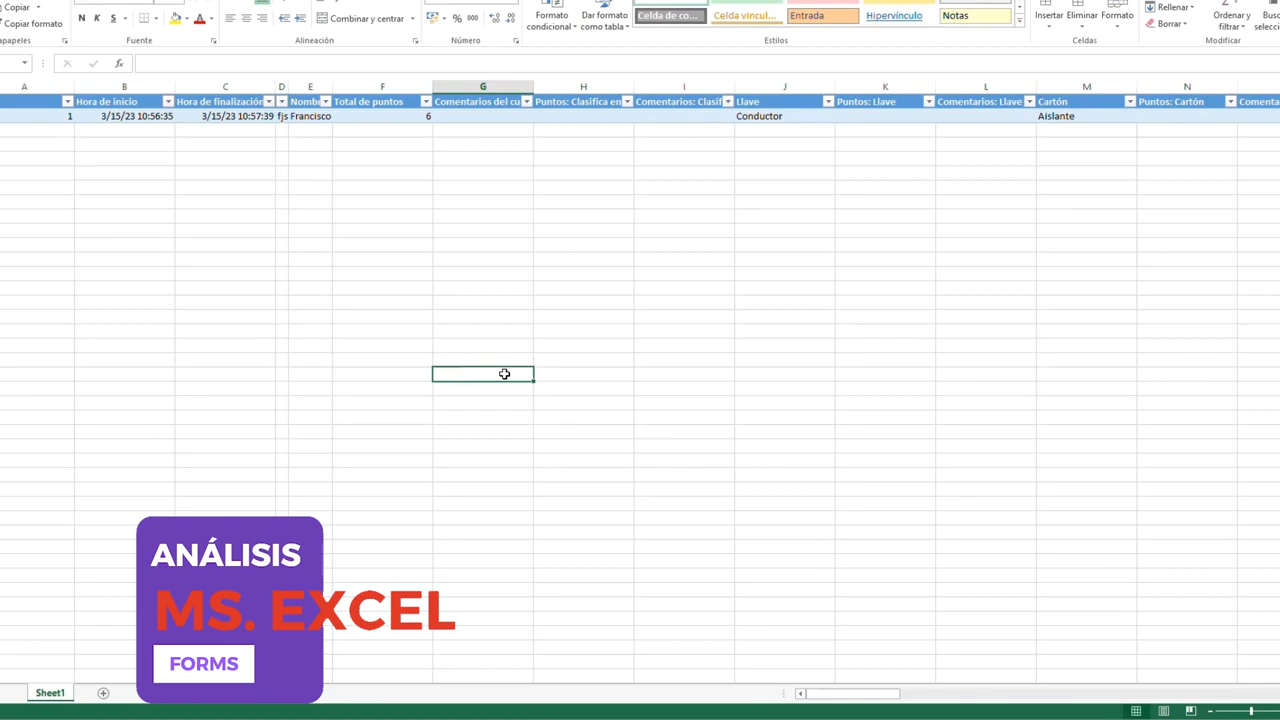 Copiar
Copiar formato
apapeles
N K S
A
Fuente
Combinar y centrar
Alineación
% 000
Número
Formato condicional
Dar formato como tabla
Celda de co...
Celda vincul...
Entrada
Hipervínculo
Notas
Estilos
Insertar Eliminar Formato
Celdas
Rellenar
Borrar
Ordenar y filtrar
Modificar
fx
A B C D E F G H I J K L M N
Hora de inicio Hora de finalización Nomb Total de puntos Comentarios del cu Puntos: Clasifica en Comentarios: Clasif Llave Puntos: Llave Comentarios: Llave Cartón Puntos: Cartón Comenta
1 3/15/23 10:56:35 3/15/23 10:57:39 fjs Francisco 6 Conductor Aislante
ANÁLISIS
MS. EXCEL
FORMS
Sheet1